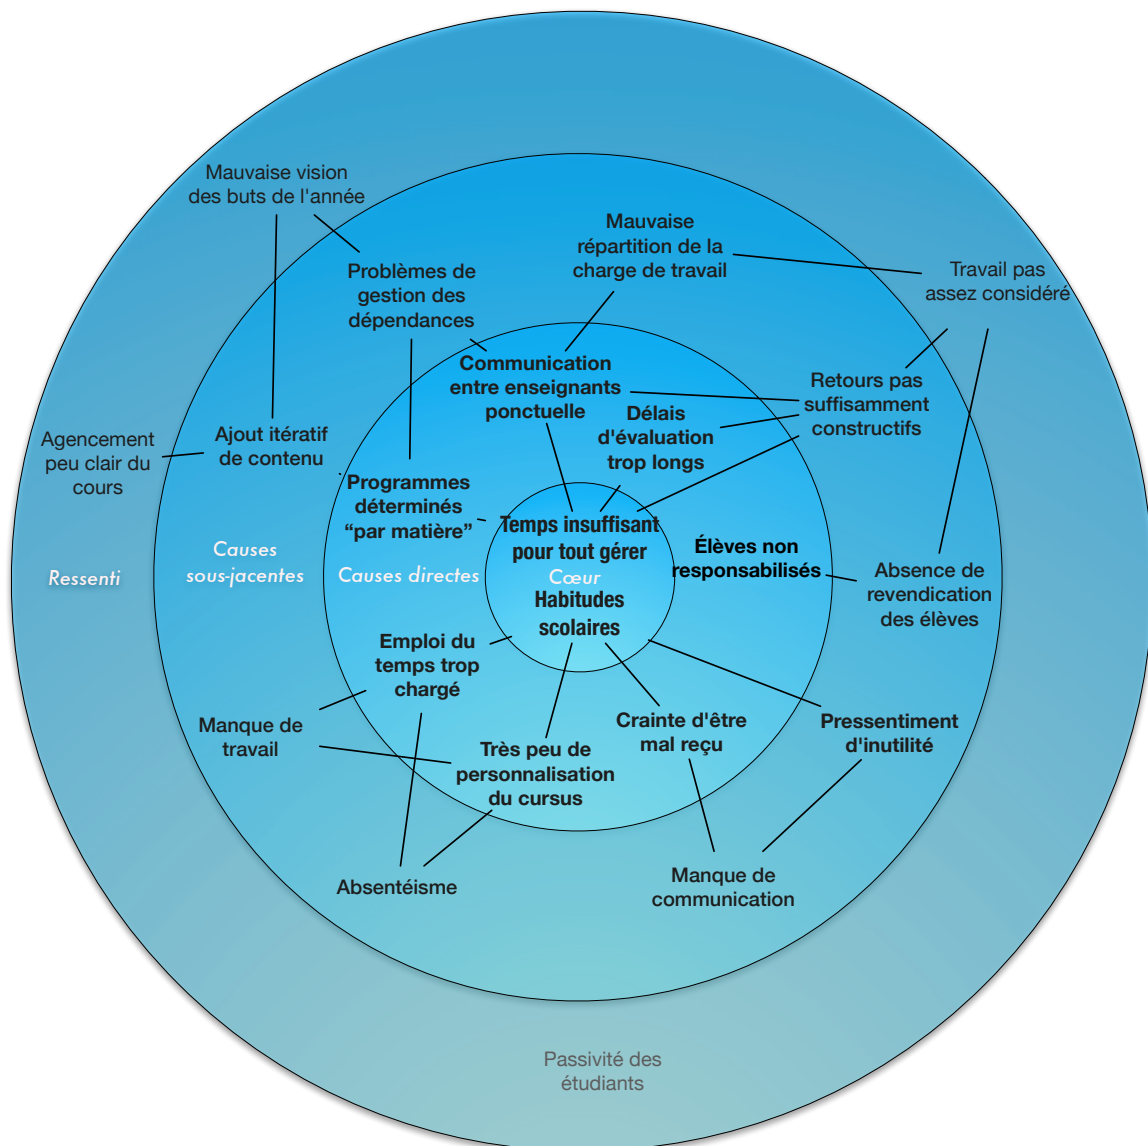 Mauvaise vision
des buts de l'année
Mauvaise
répartition de la
charge de travail
Problèmes de
gestion des
dépendances
Travail pas
assez considéré
Communication
entre enseignants
ponctuelle
Retours pas
suffisamment
constructifs
Délais
d'évaluation
trop longs
Agencement
peu clair du
cours
Ajout itératif
de contenu
Programmes
déterminés
“par matière”
Temps insuffisant
pour tout gérer
Élèves non
responsabilisés
Ressenti
Causes
sous-jacentes
Causes directes
Cœur
Absence de
revendication
des élèves
Habitudes
scolaires
Emploi du
temps trop
chargé
Manque de
travail
Très peu de
personnalisation
du cursus
Crainte d'être
mal reçu
Pressentiment
d'inutilité
Absentéisme
Manque de
communication
Passivité des
étudiants